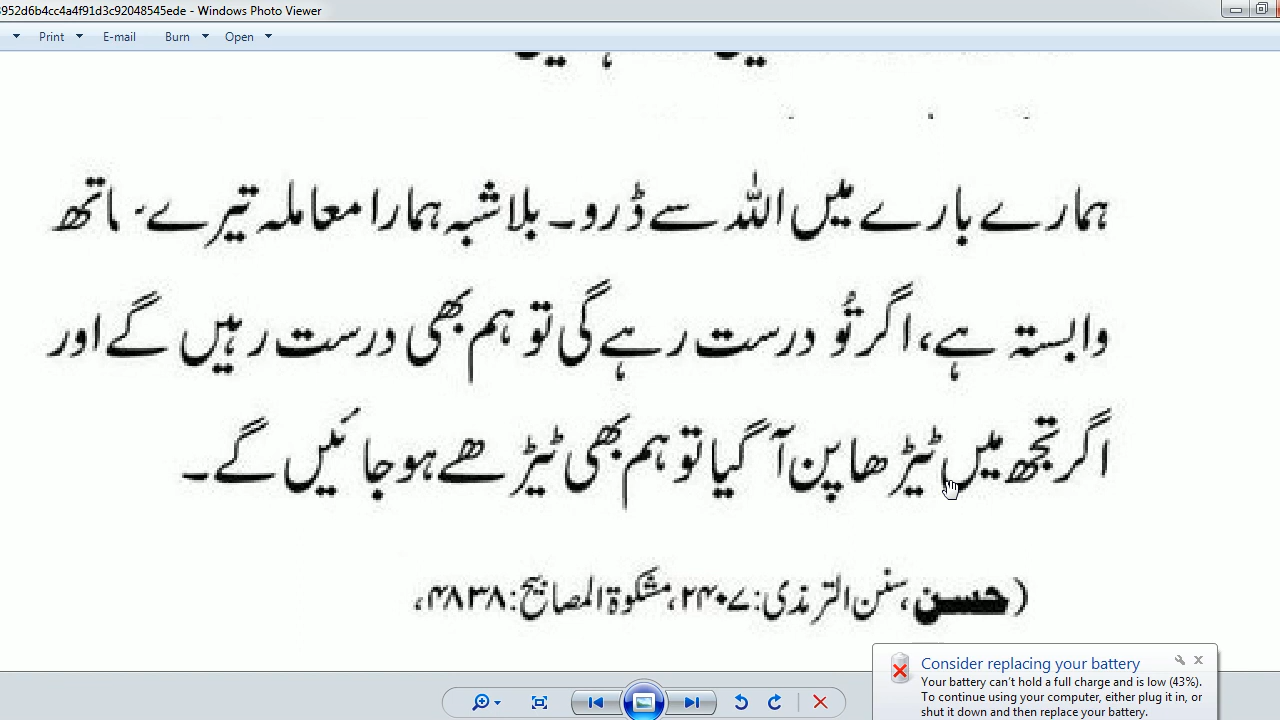 3952d6b4cc4a4f91d3c92048545ede - Windows Photo Viewer
Print E-mail Burn Open
ہمارے بارے میں اللہ سے ڈرو۔ بلاشبہ ہمارا معاملہ تیرے
وابستہ ہے، اگر تُو درست رہے گی تو ہم بھی درست رہیں گے اور
اگر تجھ میں ٹیڑھا پن آ گیا تو ہم بھی ٹیڑھے ہو جائیں گے۔
(حسن، سنن الترمذی: ۲۴۰۷، مشکوۃ المصابیح: ۴۸۳۸،
Consider replacing your battery
Your battery can't hold a full charge and is low (43%).
To continue using your computer, either plug it in, or
shut it down and then replace your battery.